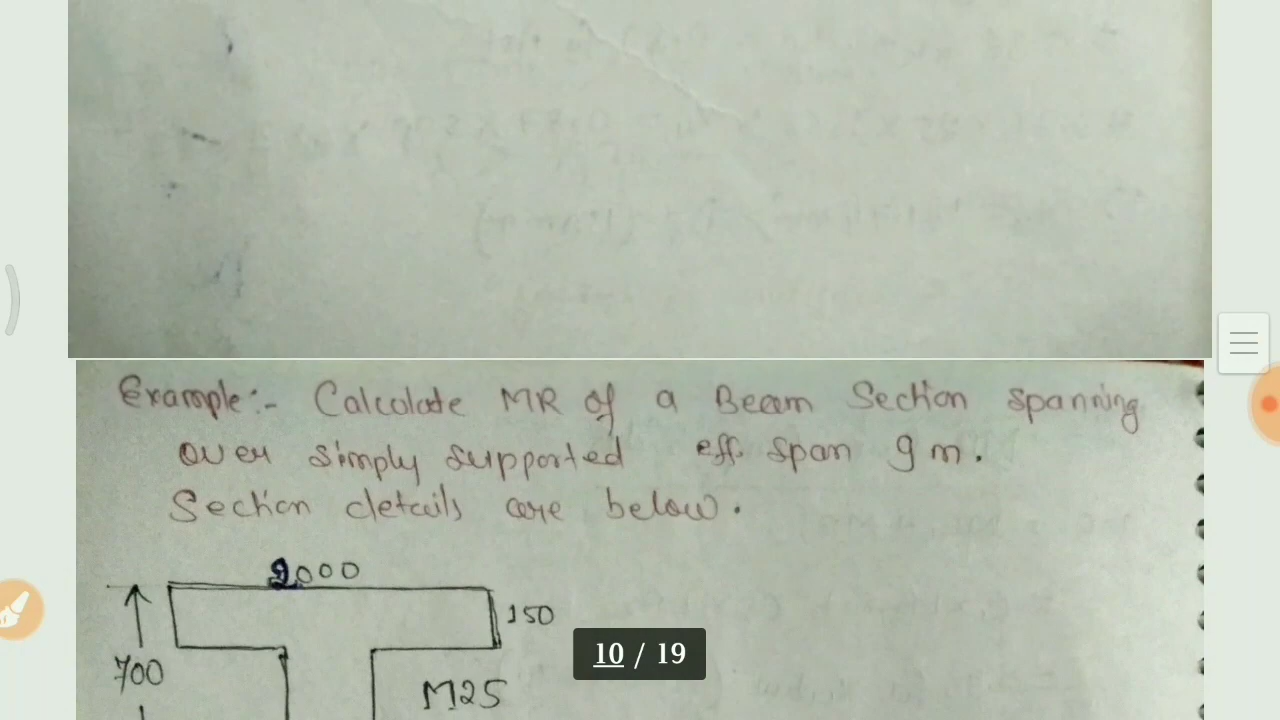 Example:- Calculate MR of a Beam Section spanning
over simply supported eff. span 9 m.
Section details are below.
2000
150
10 / 19
700
M25